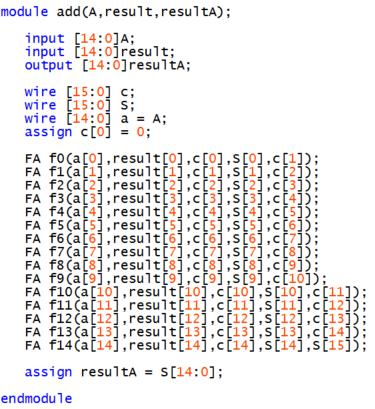 module add(A,result,resultA);
input [14:0]A;
input [14:0]result;
output [14:0]resultA;
wire [15:0] c;
wire [15:0] S;
wire [14:0] a = A;
assign c[0] = 0;
FA f0(a[0],result[0],c[0],S[0],c[1]);
FA f1(a[1],result[1],c[1],S[1],c[2]);
FA f2(a[2],result[2],c[2],S[2],c[3]);
FA f3(a[3],result[3],c[3],S[3],c[4]);
FA f4(a[4],result[4],c[4],S[4],c[5]);
FA f5(a[5],result[5],c[5],S[5],c[6]);
FA f6(a[6],result[6],c[6],S[6],c[7]);
FA f7(a[7],result[7],c[7],S[7],c[8]);
FA f8(a[8],result[8],c[8],S[8],c[9]);
FA f9(a[9],result[9],c[9],S[9],c[10]);
FA f10(a[10],result[10],c[10],S[10],c[11]);
FA f11(a[11],result[11],c[11],S[11],c[12]);
FA f12(a[12],result[12],c[12],S[12],c[13]);
FA f13(a[13],result[13],c[13],S[13],c[14]);
FA f14(a[14],result[14],c[14],S[14],S[15]);
assign resultA = S[14:0];
endmodule